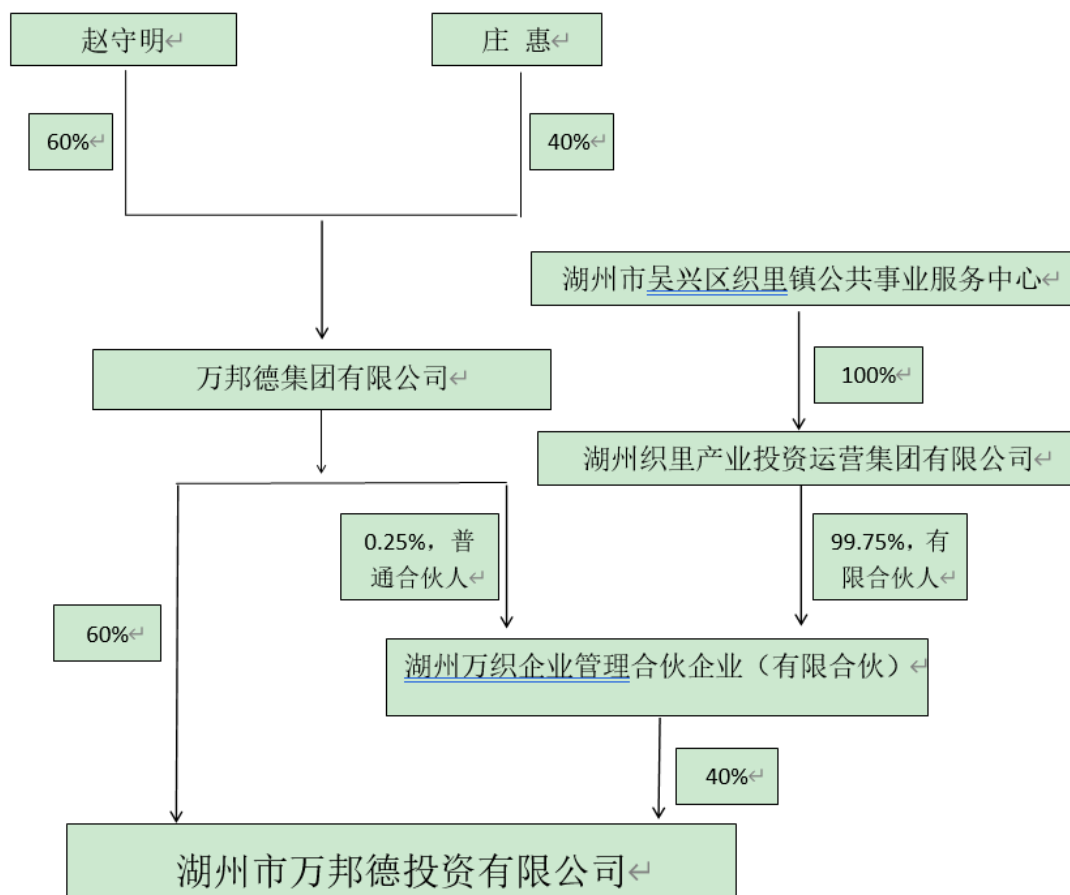 赵守明↵
庄 惠↵
60%↵
40%↵
湖州市吴兴区织里镇公共事业服务中心↵
万邦德集团有限公司↵
100%↵
湖州织里产业投资运营集团有限公司↵
0.25%，普
通合伙人↵
99.75%，有
限合伙人↵
60%↵
湖州万织企业管理合伙企业（有限合伙）↵
40%↵
湖州市万邦德投资有限公司↵